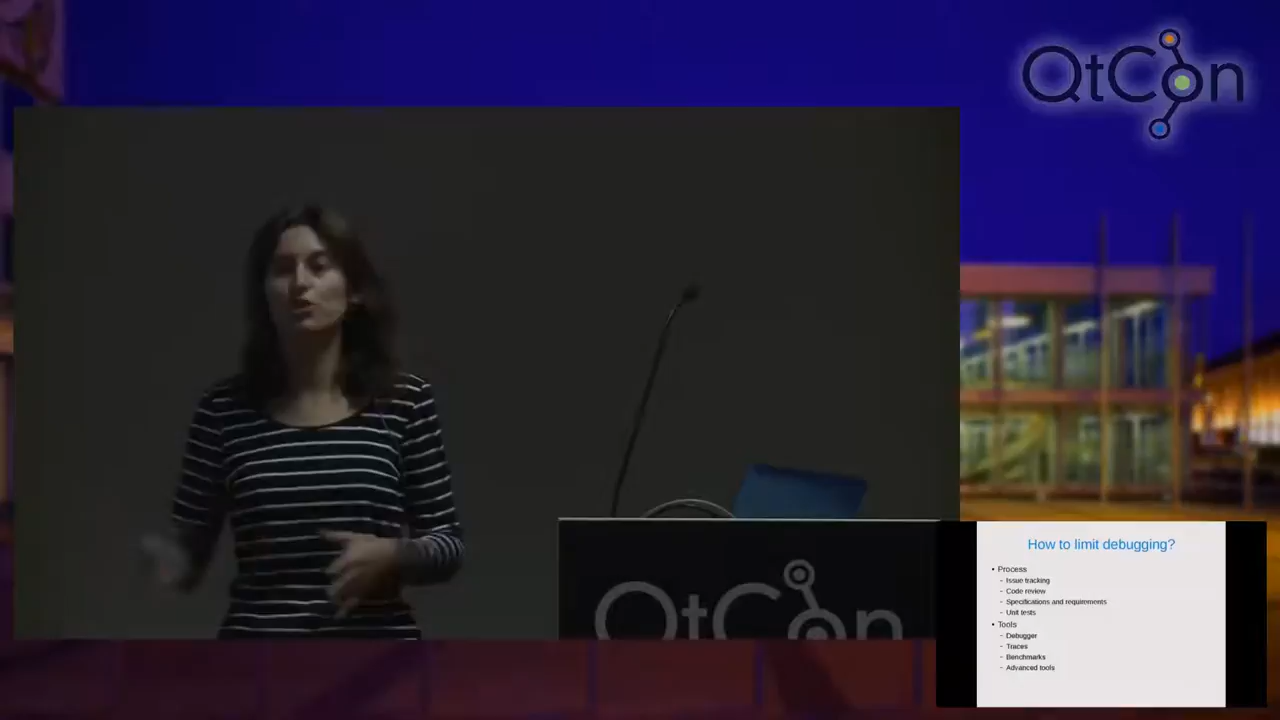 QtCon
QtCon
How to limit debugging?
• Process
– Issue tracking
– Code review
– Specifications and requirements
– Unit tests
• Tools
– Debugger
– Traces
– Benchmarks
– Advanced tools